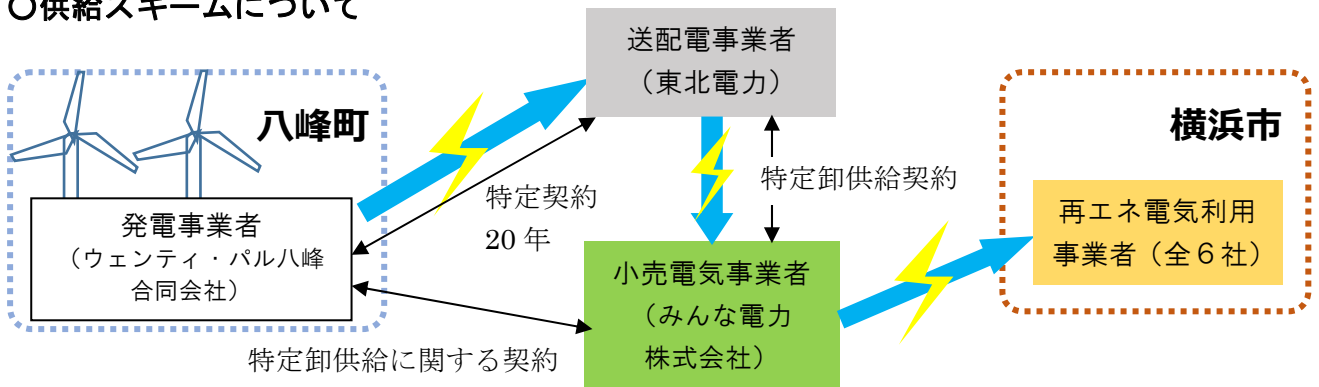 〇供給スキームについて
送配電事業者
（東北電力）
八峰町
横浜市
特定契約
20 年
特定卸供給契約
発電事業者
（ウェンティ・パル八峰
合同会社）
小売電気事業者
（みんな電力
株式会社）
再エネ電気利用
事業者（全６社）
特定卸供給に関する契約